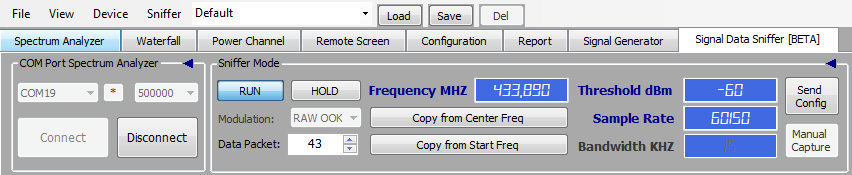 File View Device Sniffer Default Load Save Del
Spectrum Analyzer Waterfall Power Channel Remote Screen Configuration Report Signal Generator Signal Data Sniffer [BETA]
COM Port Spectrum Analyzer Sniffer Mode
COM19 * 500000 RUN HOLD Frequency MHZ 433,890 Threshold dBm -60 Send Config
Modulation: RAW OOK Copy from Center Freq Sample Rate 60150
Connect Disconnect Data Packet: 43 Copy from Start Freq Bandwidth KHZ Manual Capture